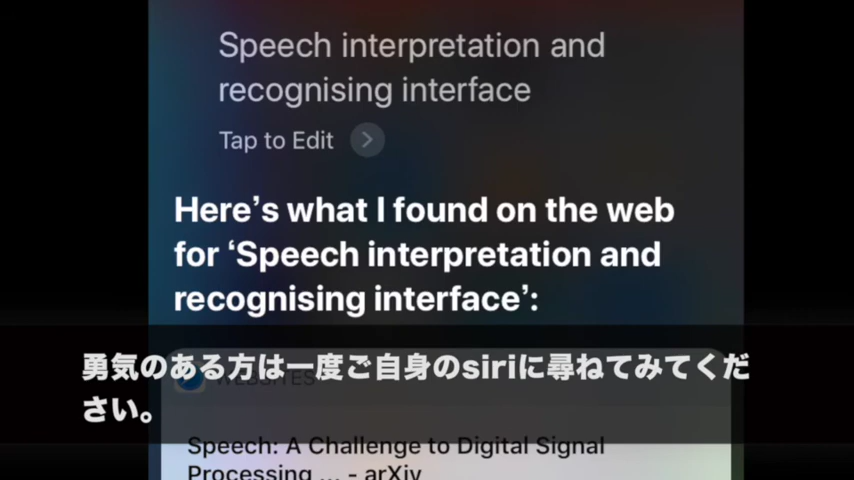 Speech interpretation and
recognising interface
Tap to Edit
Here's what I found on the web
for ‘Speech interpretation and
recognising interface’:
WEBSITES
勇気のある方は一度ご自身のsiriに尋ねてみてくだ
さい。
Speech: A Challenge to Digital Signal
Processing ... - arXiv